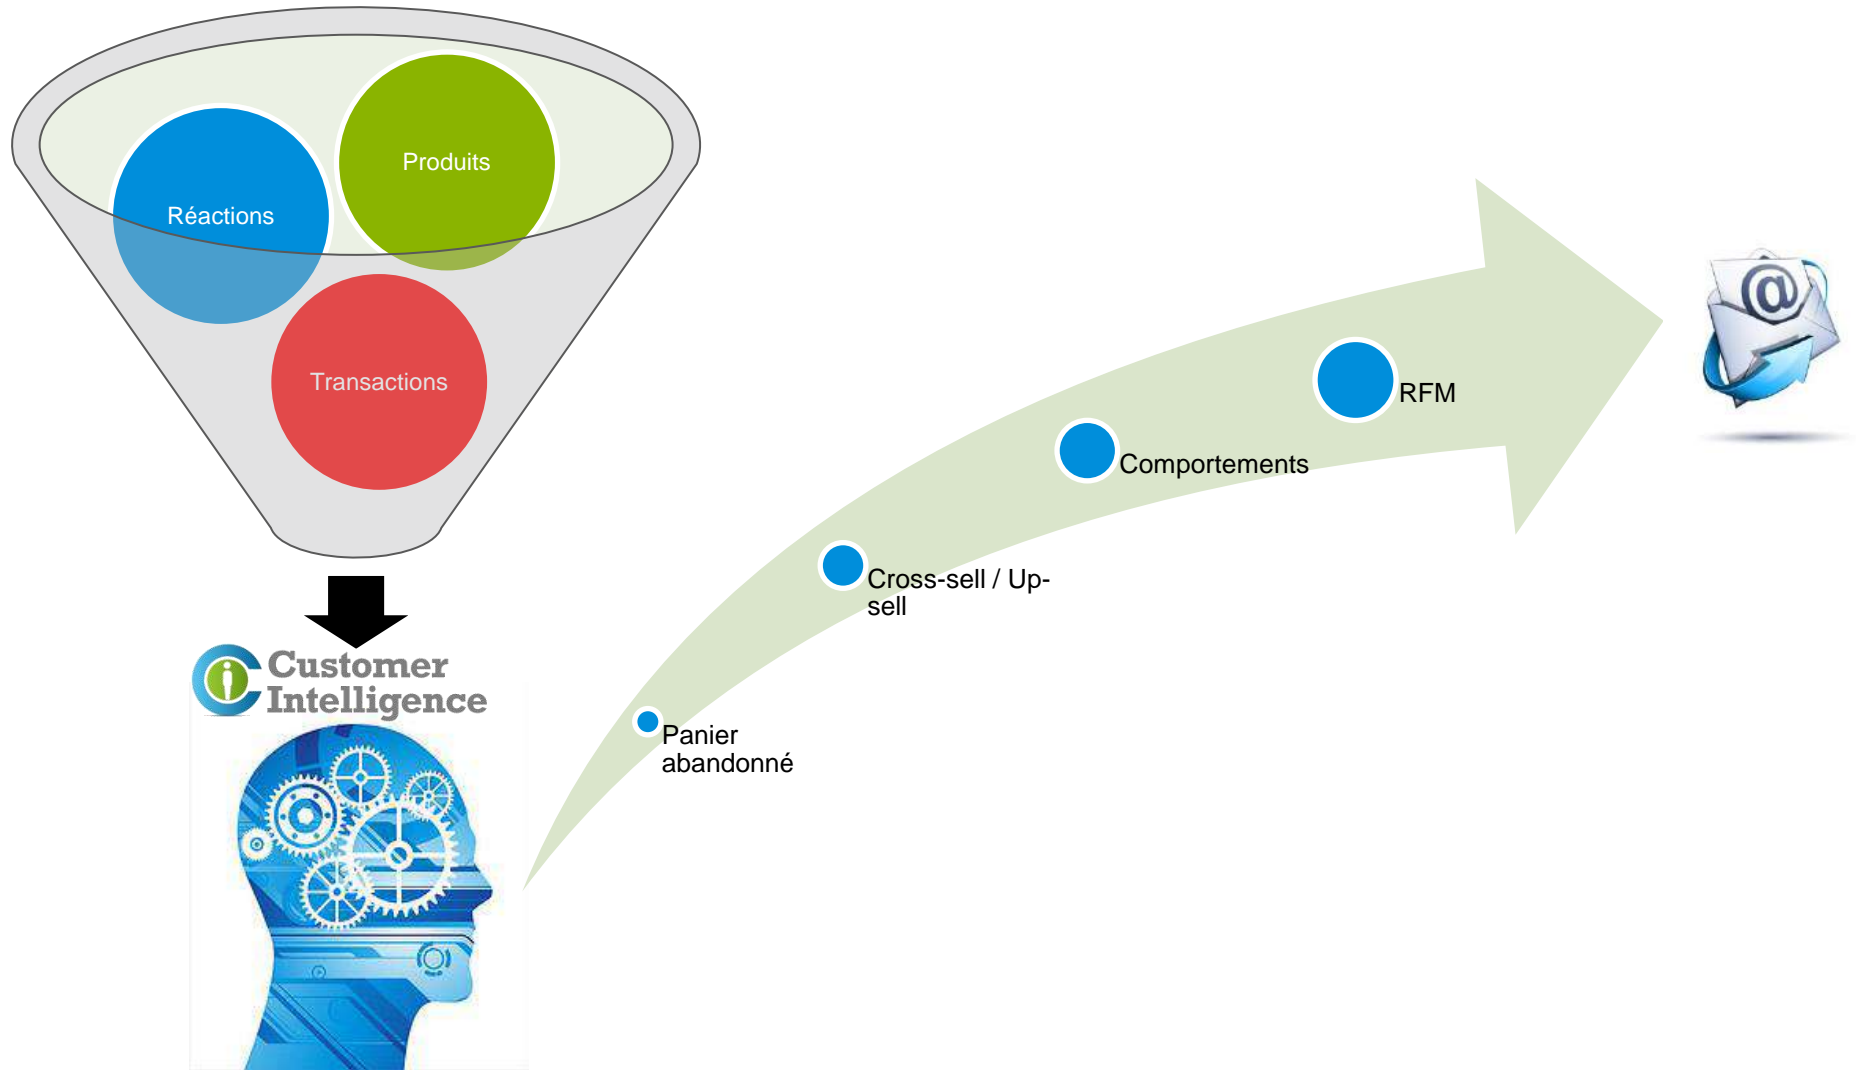 Produits
Réactions
Transactions
Customer
Intelligence
Panier
abandonné
Cross-sell / Up-
sell
Comportements
RFM
@